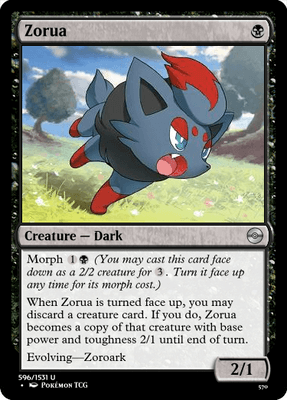 Zorua
Creature — Dark
Morph 1 (You may cast this card face
down as a 2/2 creature for 3. Turn it face up
any time for its morph cost.)
When Zorua is turned face up, you may
discard a creature card. If you do, Zorua
becomes a copy of that creature with base
power and toughness 2/1 until end of turn.
Evolving—Zoroark
2/1
596/1531 U
• Pokémon TCG
570